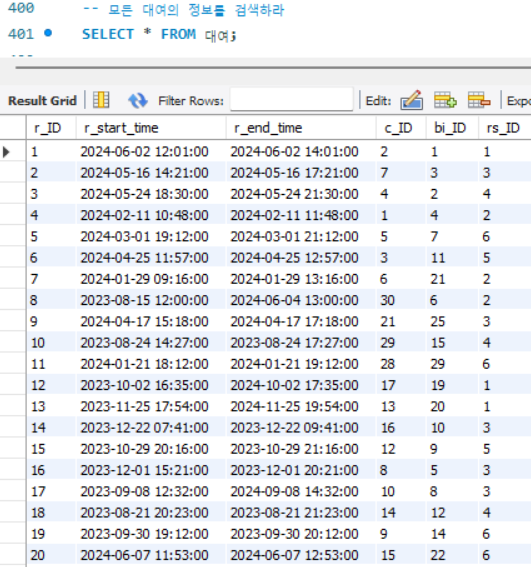 400 -- 모든 대여의 정보를 검색하라
401 SELECT * FROM 대여;
Result Grid Filter Rows: Edit: Expo
r_ID r_start_time r_end_time c_ID bi_ID rs_ID
1 2024-06-02 12:01:00 2024-06-02 14:01:00 2 1 1
2 2024-05-16 14:21:00 2024-05-16 17:21:00 7 3 3
3 2024-05-24 18:30:00 2024-05-24 21:30:00 4 2 4
4 2024-02-11 10:48:00 2024-02-11 11:48:00 1 4 2
5 2024-03-01 19:12:00 2024-03-01 21:12:00 5 7 6
6 2024-04-25 11:57:00 2024-04-25 12:57:00 3 11 5
7 2024-01-29 09:16:00 2024-01-29 13:16:00 6 21 2
8 2023-08-15 12:00:00 2024-06-04 13:00:00 30 6 2
9 2024-04-17 15:18:00 2024-04-17 17:18:00 21 25 3
10 2023-08-24 14:27:00 2023-08-24 17:27:00 29 15 4
11 2024-01-21 18:12:00 2024-01-21 19:12:00 28 29 6
12 2023-10-02 16:35:00 2024-10-02 17:35:00 17 19 1
13 2023-11-25 17:54:00 2024-11-25 19:54:00 13 20 1
14 2023-12-22 07:41:00 2023-12-22 09:41:00 16 10 3
15 2023-10-29 20:16:00 2023-10-29 21:16:00 12 9 5
16 2023-12-01 15:21:00 2023-12-01 20:21:00 8 5 3
17 2023-09-08 12:32:00 2024-09-08 14:32:00 10 8 3
18 2023-08-21 20:23:00 2023-08-21 21:23:00 14 12 4
19 2023-09-30 19:12:00 2023-09-30 20:12:00 9 14 6
20 2024-06-07 11:53:00 2024-06-07 12:53:00 15 22 6